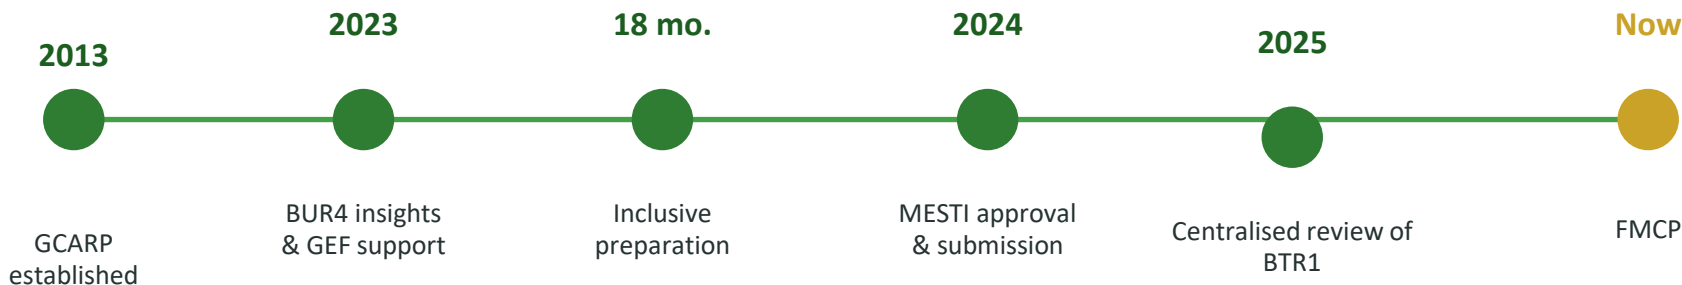 2013
GCARP
established
2023
BUR4 insights
& GEF support
18 mo.
Inclusive
preparation
2024
MESTI approval
& submission
2025
Centralised review of
BTR1
Now
FMCP